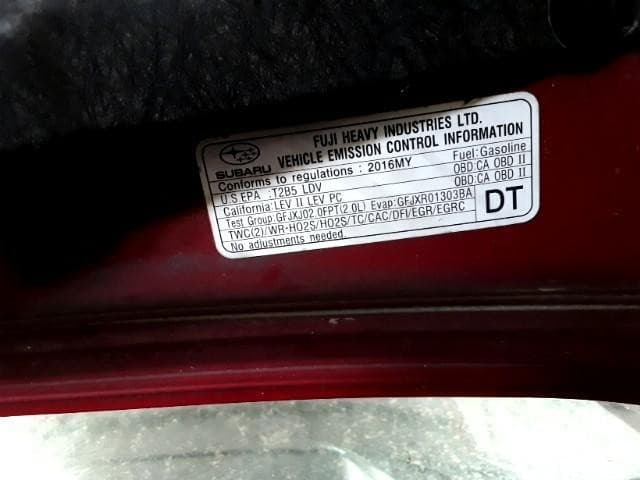 FUJI HEAVY INDUSTRIES LTD.
SUBARU VEHICLE EMISSION CONTROL INFORMATION
Conforms to regulations : 2016MY Fuel:Gasoline
U S EPA : T2B5 LDV OBD:CA OBD II
California:LEV II LEV PC OBD:CA OBD II
Test Group:GFJXJ02.0FPT(2.0L) Evap:GFJXR01303BA
TWC(2)/WR-HO2S/HO2S/TC/CAC/DFI/EGR/EGRC
No adjustments needed.
DT